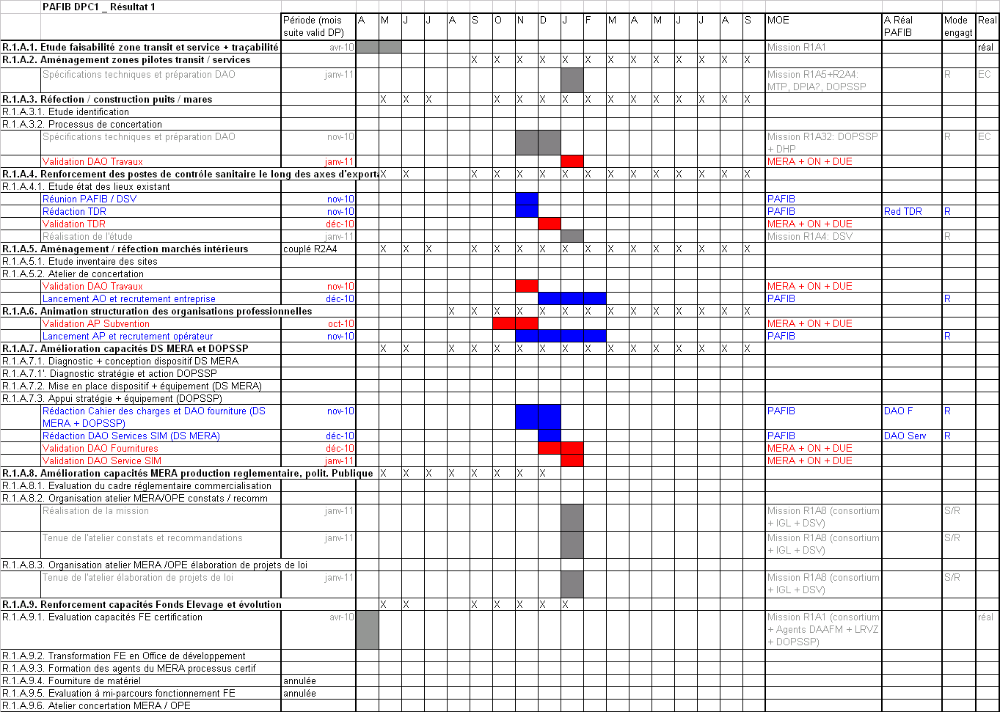 PAFIB DPC1 _ Résultat 1
Période (mois suite valid DP) A M J J A S O N D J F M A M J J A S MOE A Réal PAFIB Mode engagt Real
R.1.A.1. Etude faisabilité zone transit et service + traçabilité avr-10 Mission R1A1 réal
R.1.A.2. Aménagement zones pilotes transit / services X X X X X X X X X X X X X
Spécifications techniques et préparation DAO janv-11 Mission R1A5+R2A4: MTP, DPIA?, DOPSSP R EC
R.1.A.3. Réfection / construction puits / mares X X X X X X X X X X X X X X X
R.1.A.3.1. Etude identification
R.1.A.3.2. Processus de concertation
Spécifications techniques et préparation DAO nov-10 Mission R1A32: DOPSSP + DHP R EC
Validation DAO Travaux janv-11 MERA + ON + DUE
R.1.A.4. Renforcement des postes de contrôle sanitaire le long des axes d'exporta X X X X X X X X X X X X X X X
R.1.A.4.1. Etude état des lieux existant
Réunion PAFIB / DSV nov-10 PAFIB
Rédaction TDR nov-10 PAFIB Red TDR R
Validation TDR déc-10 MERA + ON + DUE
Réalisation de l'étude janv-11 Mission R1A4: DSV R
R.1.A.5. Aménagement / réfection marchés intérieurs couplé R2A4 X X X X X X X X X X X X X X X X
R.1.A.5.1. Etude inventaire des sites
R.1.A.5.2. Atelier de concertation
Validation DAO Travaux nov-10 MERA + ON + DUE
Lancement AO et recrutement entreprise déc-10 PAFIB R
R.1.A.6. Animation structuration des organisations professionnelles X X X X X X X X X X X X X X
Validation AP Subvention oct-10 MERA + ON + DUE
Lancement AP et recrutement opérateur nov-10 PAFIB R
R.1.A.7. Amélioration capacités DS MERA et DOPSSP X X X X X X X X X X X X X X X
R.1.A.7.1. Diagnostic + conception dispositif DS MERA
R.1.A.7.1'. Diagnostic stratégie et action DOPSSP
R.1.A.7.2. Mise en place dispositif + équipement (DS MERA)
R.1.A.7.3. Appui stratégie + équipement (DOPSSP)
Rédaction Cahier des charges et DAO fourniture (DS MERA + DOPSSP) nov-10 PAFIB DAO F R
Rédaction DAO Services SIM (DS MERA) déc-10 PAFIB DAO Serv R
Validation DAO Fournitures déc-10 MERA + ON + DUE
Validation DAO Service SIM janv-11 MERA + ON + DUE
R.1.A.8. Amélioration capacités MERA production reglementaire, polit. Publique X X X X X X X X
R.1.A.8.1. Evaluation du cadre réglementaire commercialisation
R.1.A.8.2. Organisation atelier MERA/OPE constats / recomm
Réalisation de la mission janv-11 Mission R1A8 (consortium + IGL + DSV) S/R
Tenue de l'atelier constats et recommandations janv-11 Mission R1A8 (consortium + IGL + DSV) S/R
R.1.A.8.3. Organisation atelier MERA /OPE élaboration de projets de loi
Tenue de l'atelier élaboration de projets de loi janv-11 Mission R1A8 (consortium + IGL + DSV) S/R
R.1.A.9. Renforcement capacités Fonds Elevage et évolution X X X X X X X
R.1.A.9.1. Evaluation capacités FE certification avr-10 Mission R1A1 (consortium + Agents DAAFM + LRVZ + DOPSSP) réal
R.1.A.9.2. Transformation FE en Office de développement
R.1.A.9.3. Formation des agents du MERA processus certif
R.1.A.9.4. Fourniture de matériel annulée
R.1.A.9.5. Evaluation à mi-parcours fonctionnement FE annulée
R.1.A.9.6. Atelier concertation MERA / OPE